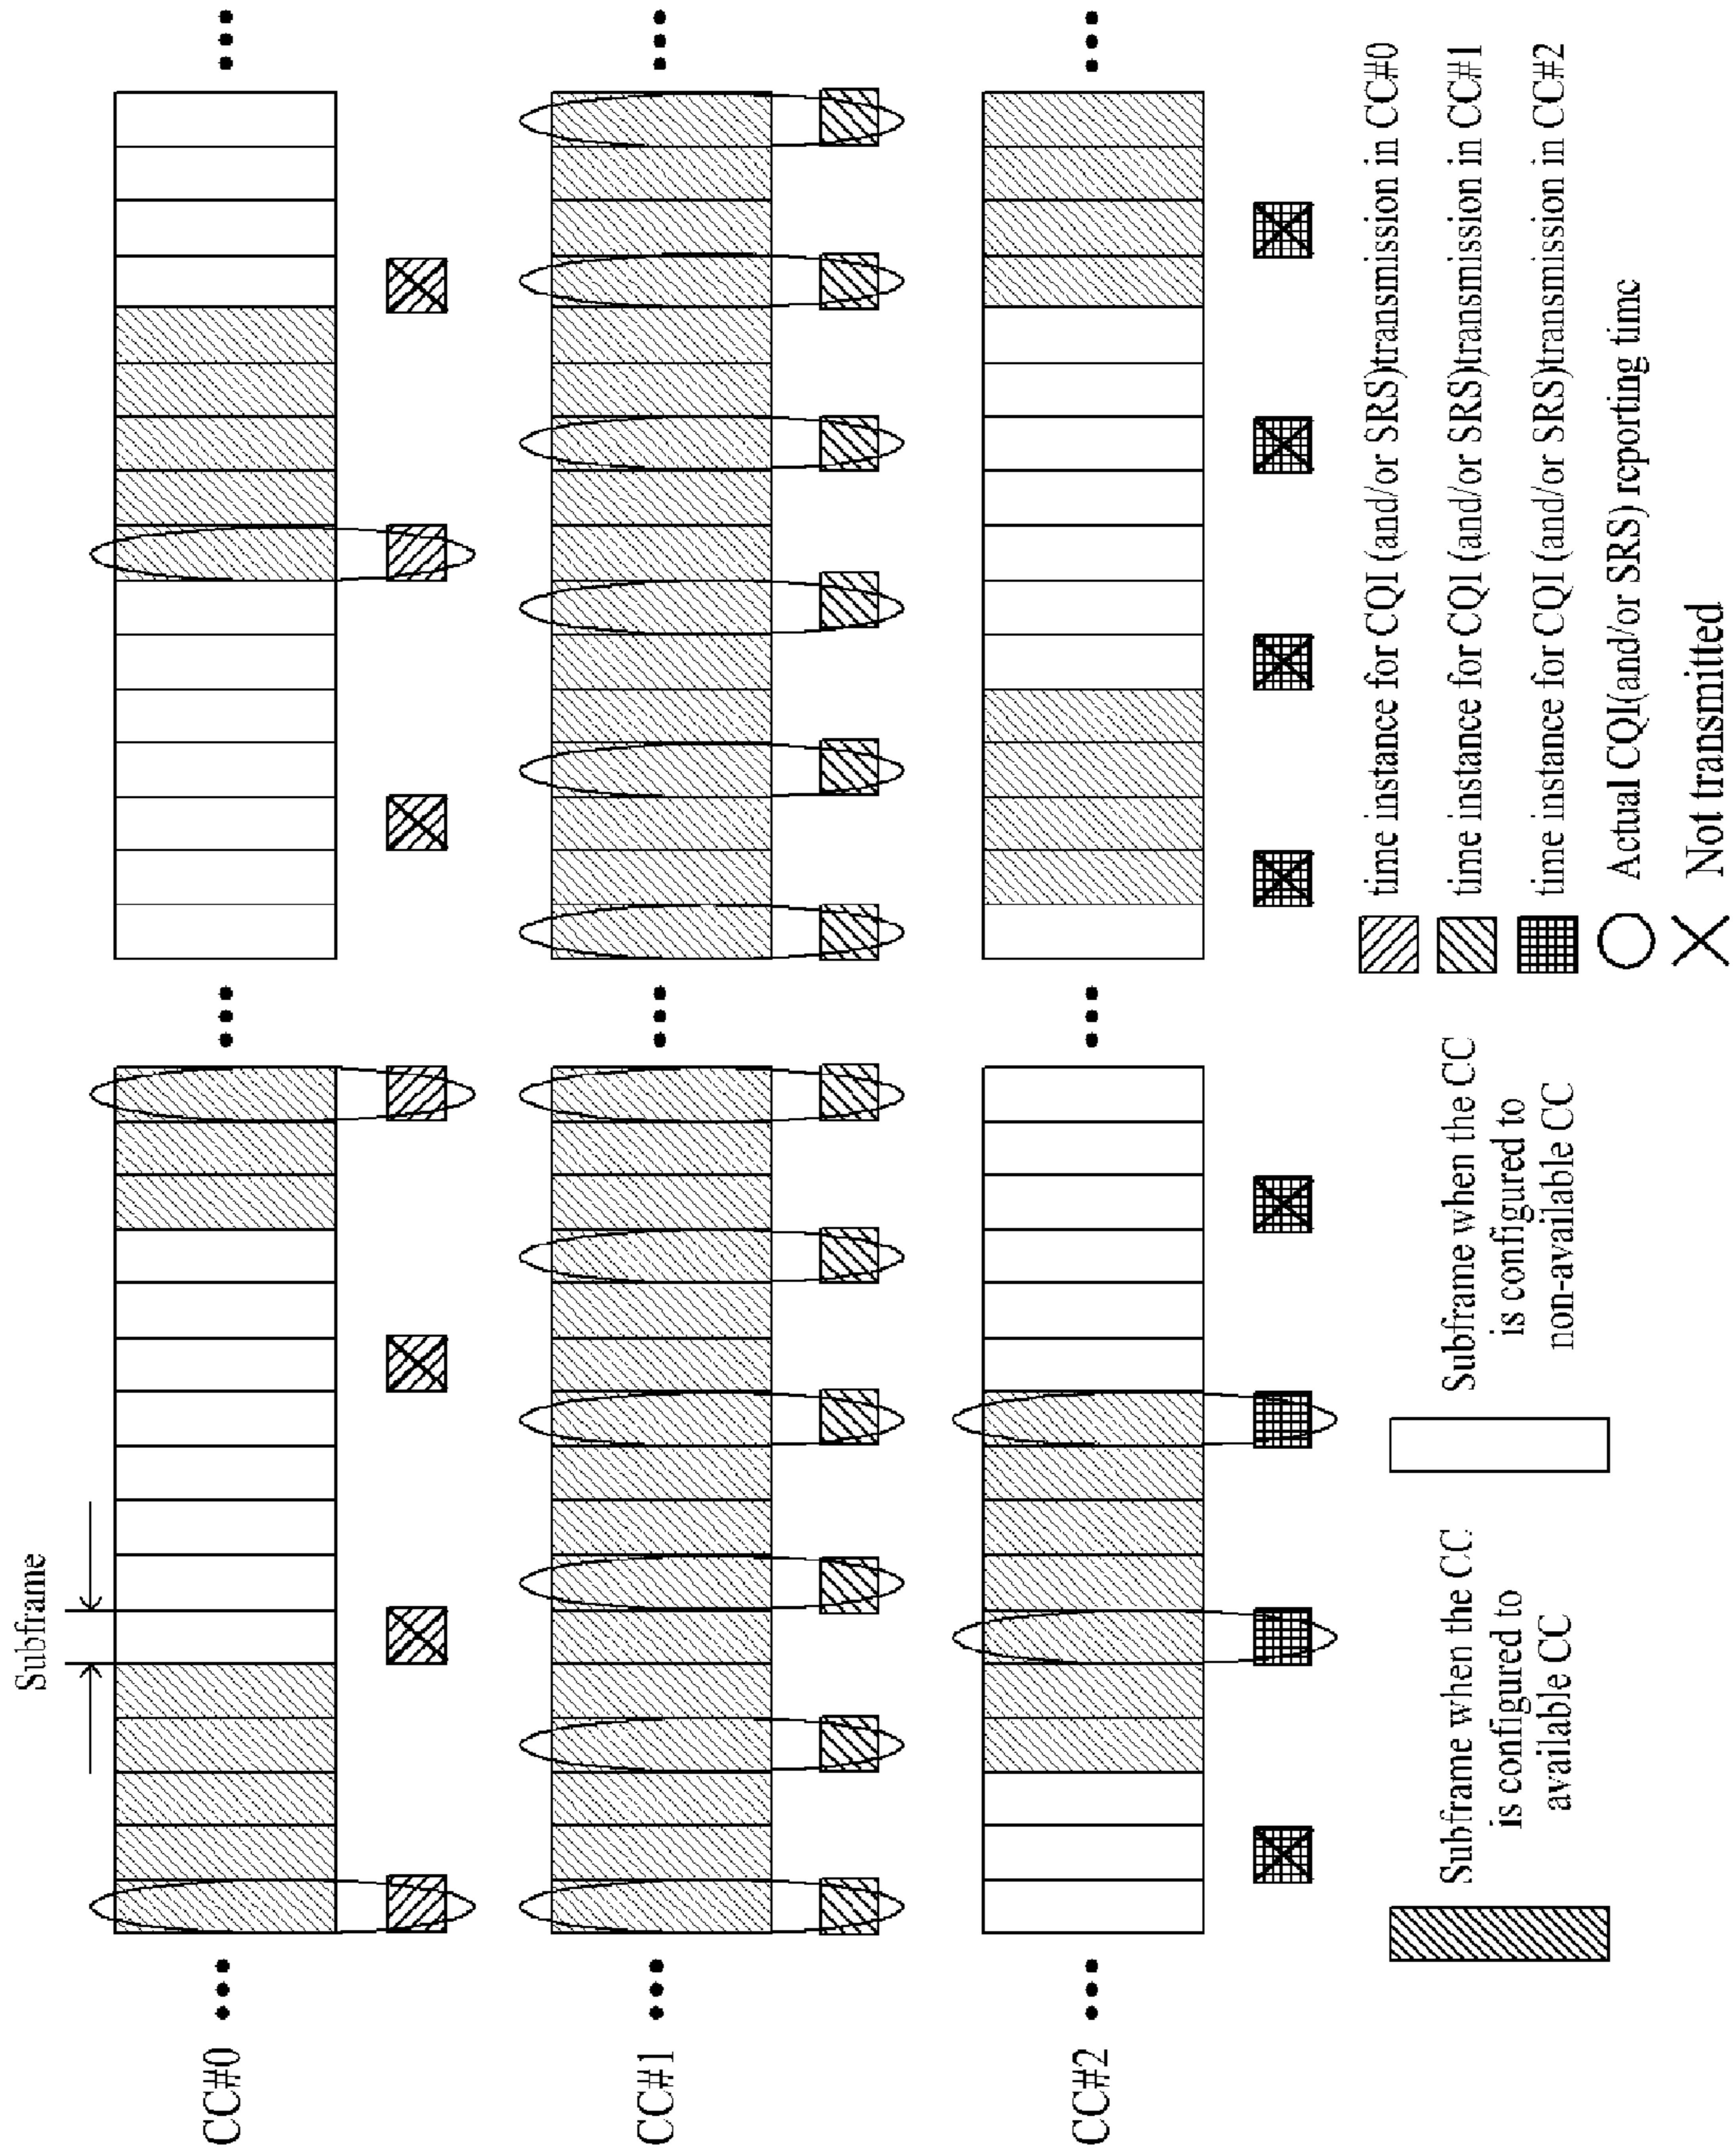 Subframe
CC#0
CC#1
CC#2
Subframe when the CC
is configured to
available CC
Subframe when the CC
is configured to
non-available CC
time instance for CQI (and/or SRS)transmission in CC#0
time instance for CQI (and/or SRS)transmission in CC#1
time instance for CQI (and/or SRS)transmission in CC#2
Actual CQI(and/or SRS) reporting time
Not transmitted